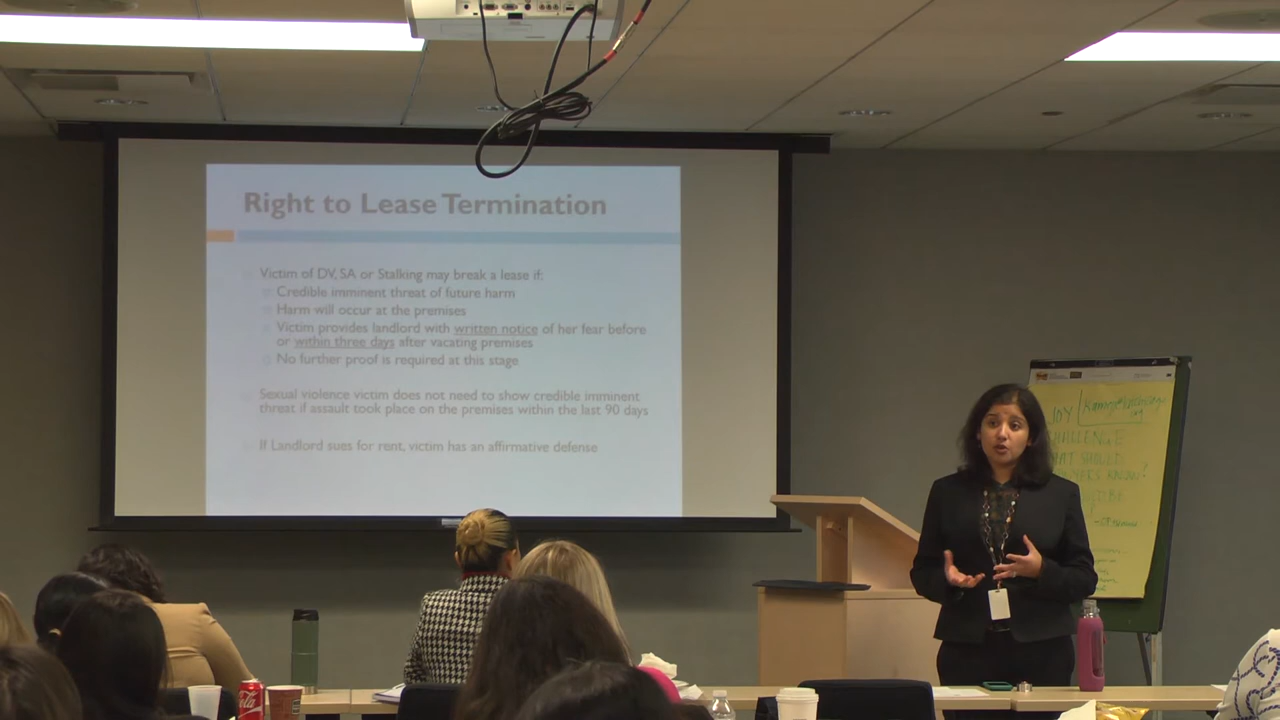 Right to Lease Termination
Victim of DV, SA or Stalking may break a lease if:
Credible imminent threat of future harm
Harm will occur at the premises
Victim provides landlord with written notice of her fear before
or within three days after vacating premises
No further proof is required at this stage
Sexual violence victim does not need to show credible imminent
threat if assault took place on the premises within the last 90 days
If Landlord sues for rent, victim has an affirmative defense
JOY
CHALLENGE
SHOULD
KNOW!